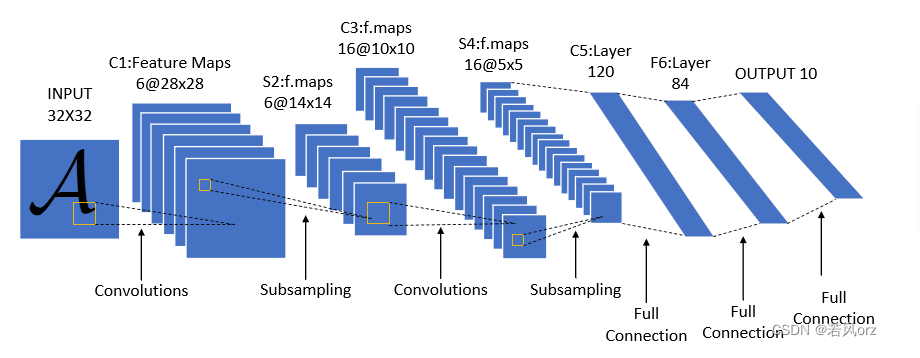 INPUT
32X32
A
C1:Feature Maps
6@28x28
S2:f.maps
6@14x14
C3:f.maps
16@10x10
S4:f.maps
16@5x5
C5:Layer
120
F6:Layer
84
OUTPUT 10
Convolutions
Subsampling
Convolutions
Subsampling
Full
Connection
Full
Connection
Full
Connection
CSDN @若风orz